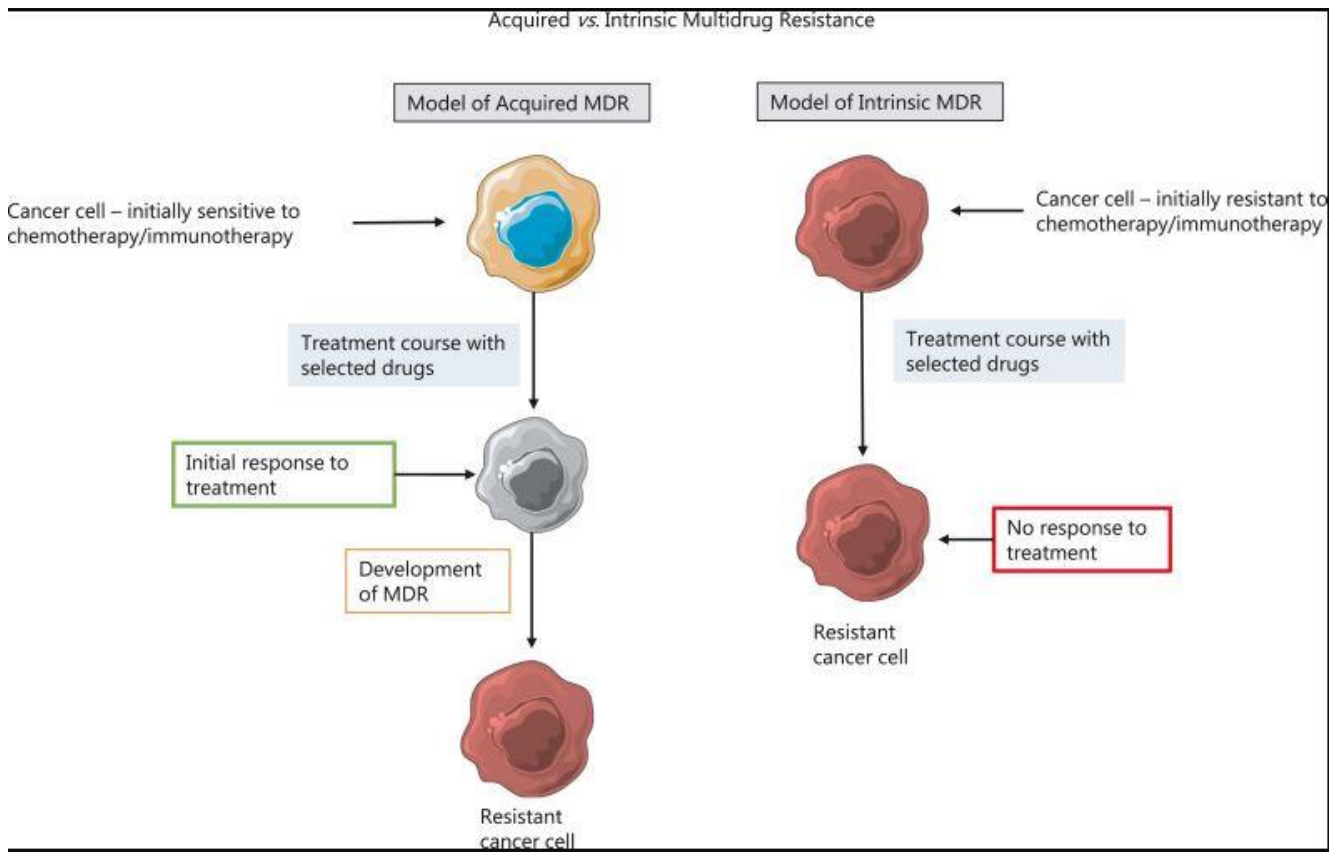 Acquired vs. Intrinsic Multidrug Resistance
Model of Acquired MDR
Model of Intrinsic MDR
Cancer cell – initially sensitive to
chemotherapy/immunotherapy
Cancer cell – initially resistant to
chemotherapy/immunotherapy
Treatment course with
selected drugs
Treatment course with
selected drugs
Initial response to
treatment
No response to
treatment
Development
of MDR
Resistant
cancer cell
Resistant
cancer cell